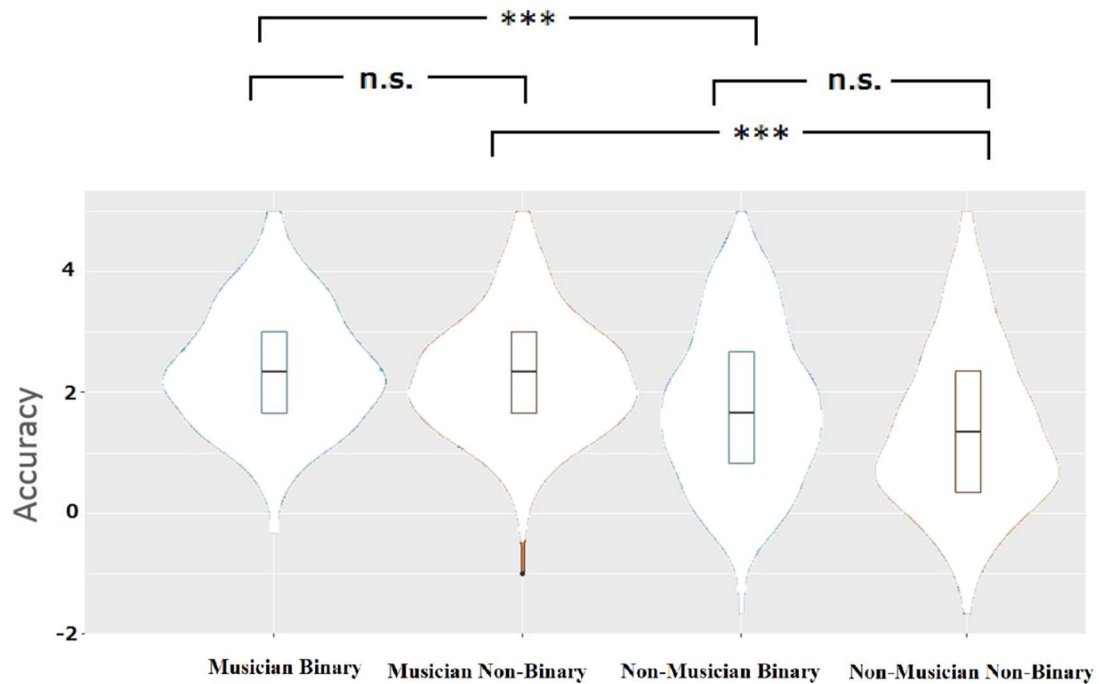 ***
n.s.
n.s.
***
4
2
0
-2
Accuracy
Musician Binary
Musician Non-Binary
Non-Musician Binary
Non-Musician Non-Binary